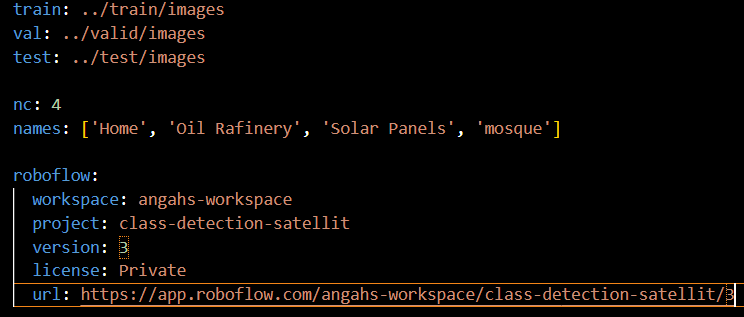 train: ../train/images
val: ../valid/images
test: ../test/images
nc: 4
names: ['Home', 'Oil Rafinery', 'Solar Panels', 'mosque']
roboflow:
workspace: angahs-workspace
project: class-detection-satellit
version: 3
license: Private
url: https://app.roboflow.com/angahs-workspace/class-detection-satellit/3